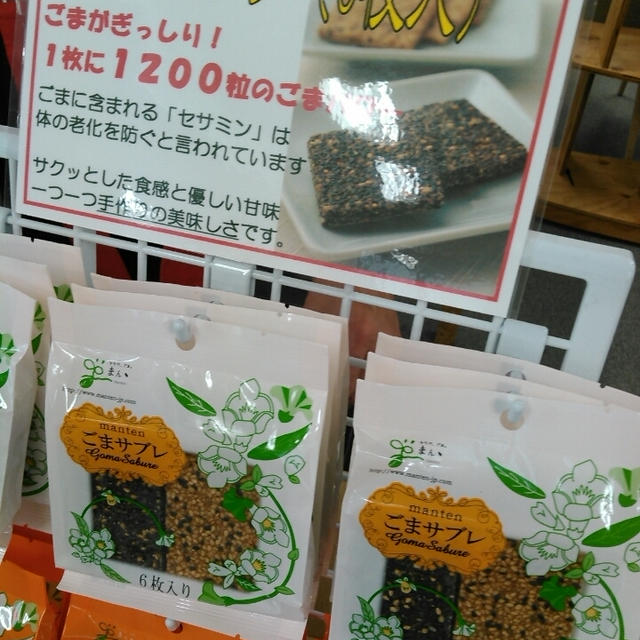 ごまがぎっしり！
1枚に1200粒のごま
ごまに含まれる「セサミン」は
体の老化を防ぐと言われています
サクッとした食感と優しい甘味
一つ一つ手作りの美味しさです。
manten
ごまサブレ
Goma Sabure
6枚入り
manten
ごまサブレ
Goma Sabure